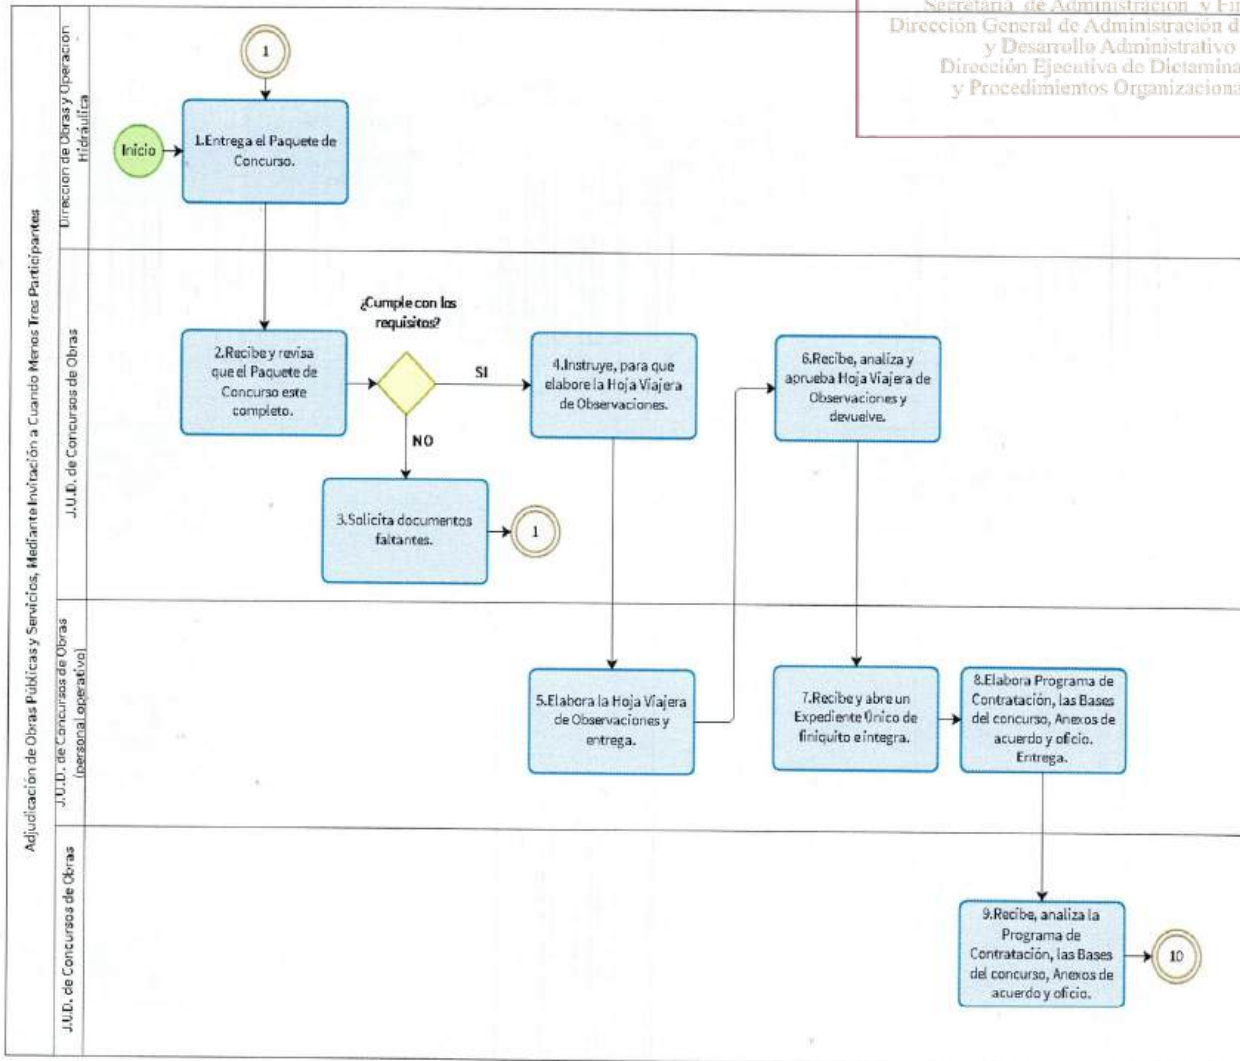 Secretaría de Administración y Fin
Dirección General de Administración d
y Desarrollo Administrativo
Dirección Ejecutiva de Dictamina
y Procedimientos Organizaciona
Adjudicación de Obras Públicas y Servicios, Mediante Invitación a Cuando Menos Tres Participantes
Dirección de Obras y Operación
Hidráulica
1
Inicio
1.Entrega el Paquete de
Concurso.
J.U.D. de Concursos de Obras
¿Cumple con los
requisitos?
2.Recibe y revisa
que el Paquete de
Concurso este
completo.
SI
NO
4.Instruye, para que
elabore la Hoja Viajera
de Observaciones.
6.Recibe, analiza y
aprueba Hoja Viajera de
Observaciones y
devuelve.
3.Solicita documentos
faltantes.
1
J.U.D. de Concursos de Obras
(personal operativo)
5.Elabora la Hoja Viajera
de Observaciones y
entrega.
7.Recibe y abre un
Expediente Único de
finiquito e integra.
8.Elabora Programa de
Contratación, las Bases
del concurso, Anexos de
acuerdo y oficio.
Entrega.
J.U.D. de Concursos de Obras
9.Recibe, analiza la
Programa de
Contratación, las Bases
del concurso, Anexos de
acuerdo y oficio.
10